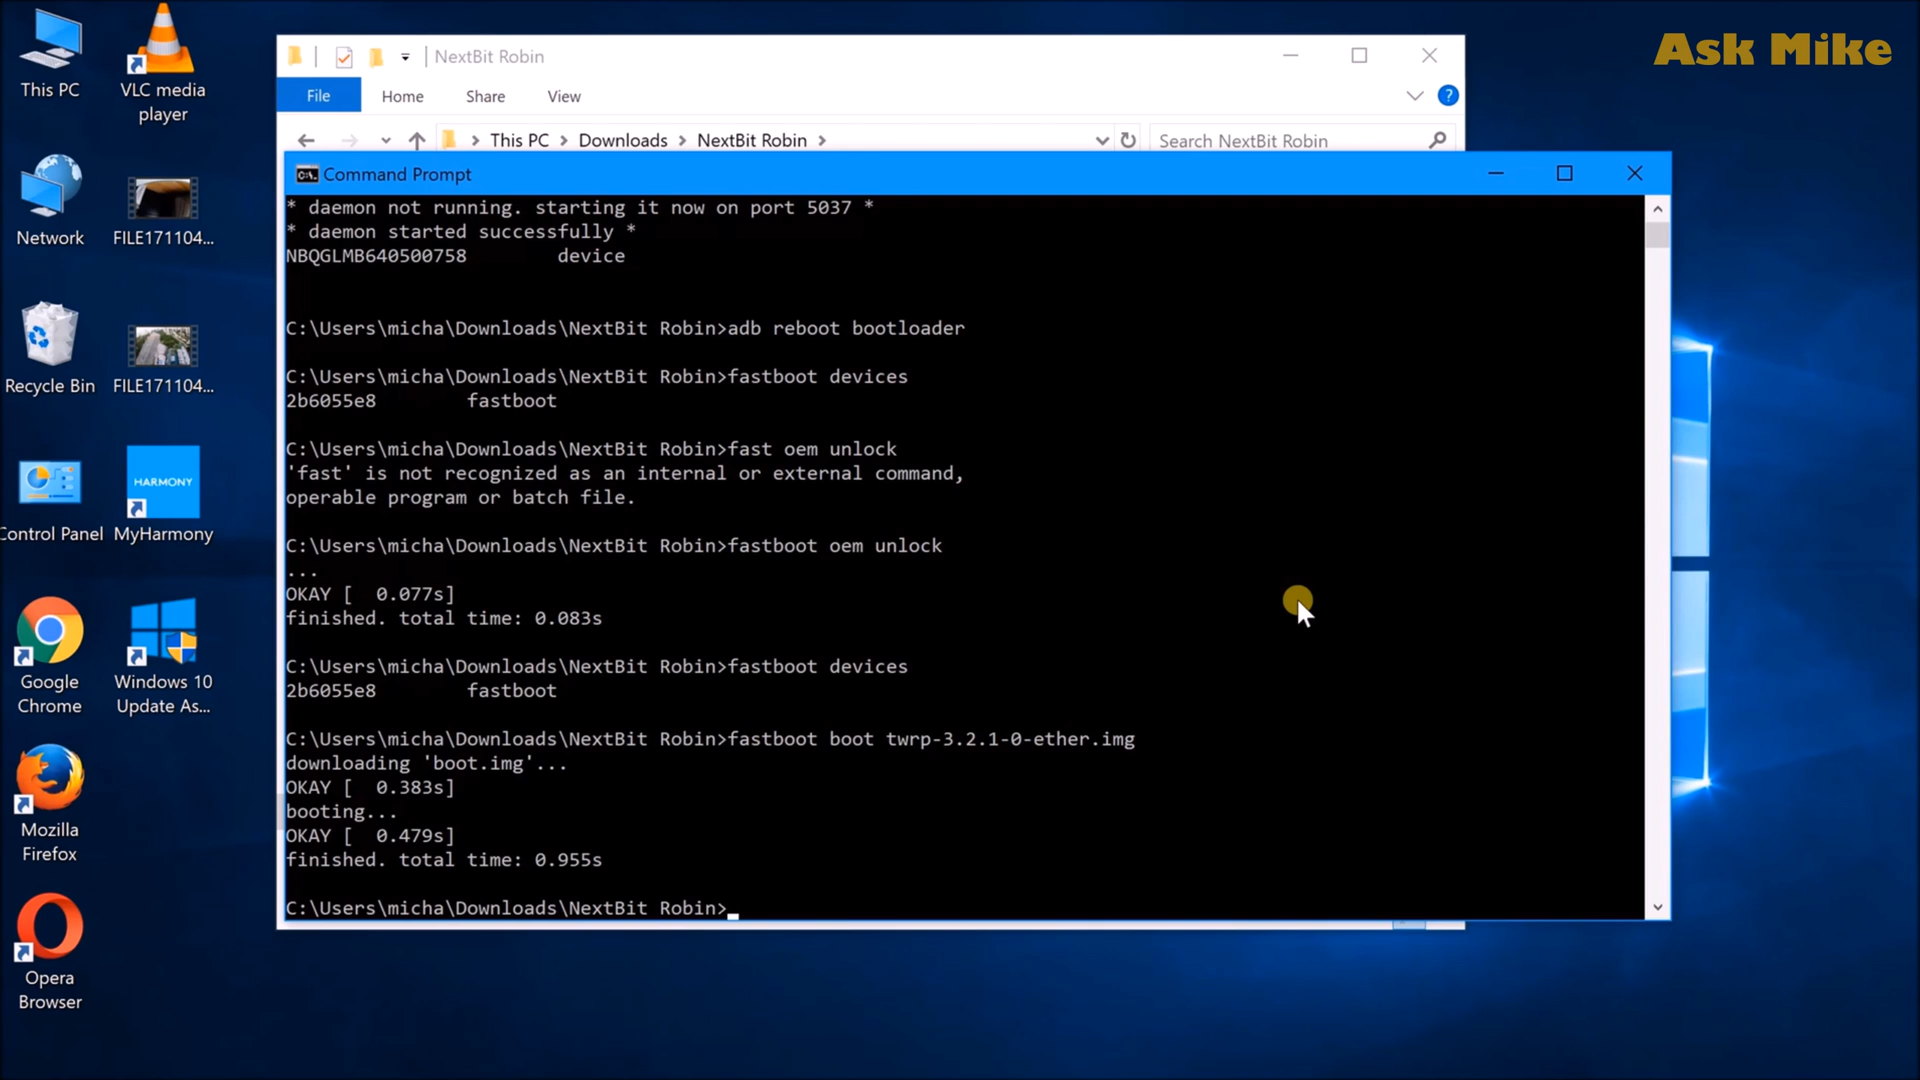 Ask Mike
This PC
VLC media
player
Network
FILE171104...
Recycle Bin
FILE171104...
Control Panel
HARMONY
MyHarmony
Google
Chrome
Windows 10
Update As...
Mozilla
Firefox
Opera
Browser
NextBit Robin
File
Home
Share
View
?
This PC > Downloads > NextBit Robin >
Search NextBit Robin
C:\.
Command Prompt
* daemon not running. starting it now on port 5037 *
* daemon started successfully *
NBQGLMB640500758        device
C:\Users\micha\Downloads\NextBit Robin>adb reboot bootloader
C:\Users\micha\Downloads\NextBit Robin>fastboot devices
2b6055e8        fastboot
C:\Users\micha\Downloads\NextBit Robin>fast oem unlock
'fast' is not recognized as an internal or external command,
operable program or batch file.
C:\Users\micha\Downloads\NextBit Robin>fastboot oem unlock
...
OKAY [  0.077s]
finished. total time: 0.083s
C:\Users\micha\Downloads\NextBit Robin>fastboot devices
2b6055e8        fastboot
C:\Users\micha\Downloads\NextBit Robin>fastboot boot twrp-3.2.1-0-ether.img
downloading 'boot.img'...
OKAY [  0.383s]
booting...
OKAY [  0.479s]
finished. total time: 0.955s
C:\Users\micha\Downloads\NextBit Robin>